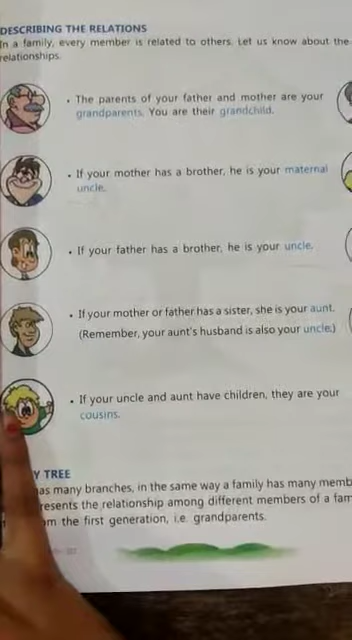 DESCRIBING THE RELATIONS
In a family, every member is related to others. Let us know about the
relationships.
• The parents of your father and mother are your
grandparents. You are their grandchild.
• If your mother has a brother, he is your maternal
uncle.
• If your father has a brother, he is your uncle.
• If your mother or father has a sister, she is your aunt.
(Remember, your aunt's husband is also your uncle.)
• If your uncle and aunt have children, they are your
cousins.
Y TREE
as many branches, in the same way a family has many memb
resents the relationship among different members of a fam
om the first generation, i.e. grandparents.